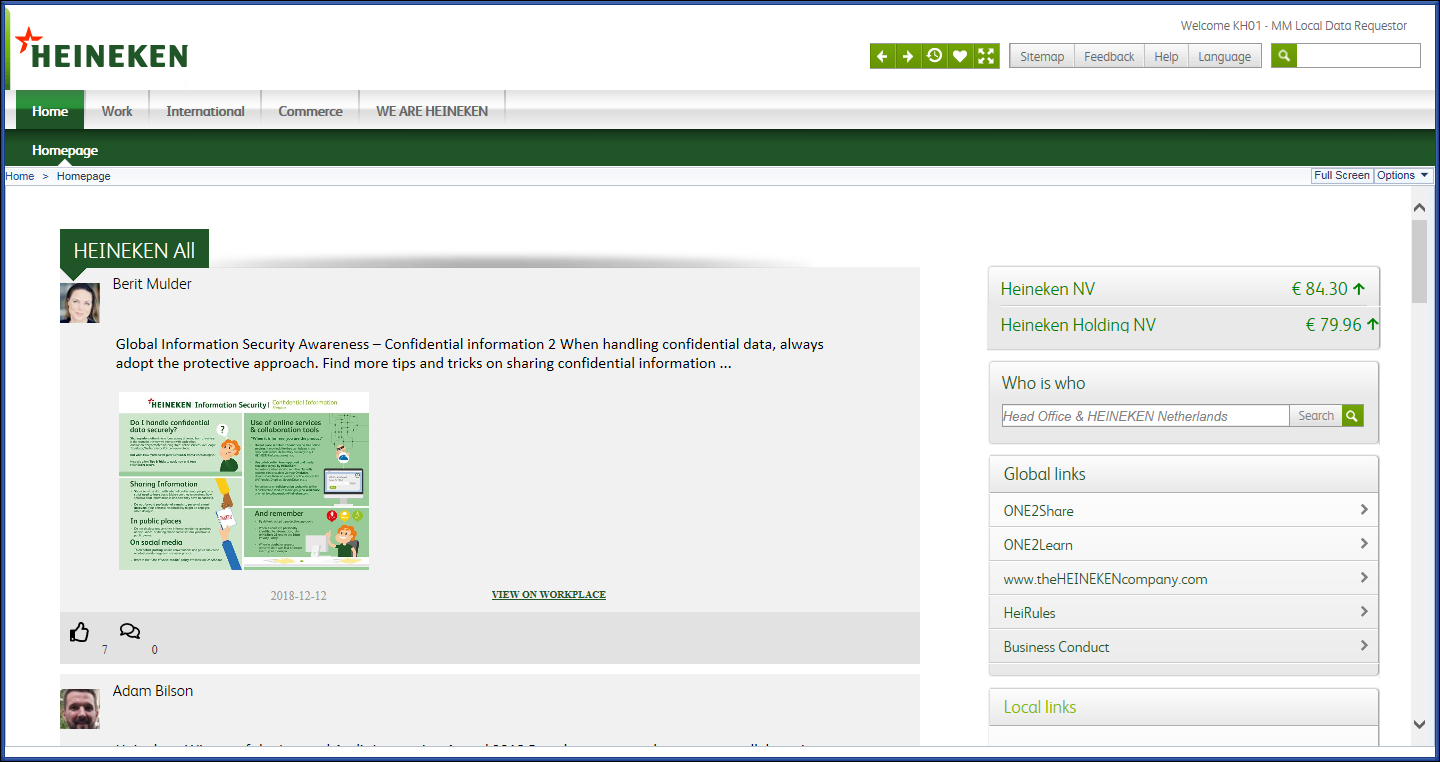 Welcome KH01 - MM Local Data Requestor
HEINEKEN
Sitemap
Feedback
Help
Language
Home
Work
International
Commerce
WE ARE HEINEKEN
Homepage
Home > Homepage
Full Screen
Options
HEINEKEN All
Berit Mulder
Global Information Security Awareness – Confidential information 2 When handling confidential data, always
adopt the protective approach. Find more tips and tricks on sharing confidential information ...
HEINEKEN Information Security | Confidential Information
Do I handle confidential
data securely?
?
Sharing Information
In public places
On social media
Use of online services
& collaboration tools
And remember
2018-12-12
VIEW ON WORKPLACE
7
0
Adam Bilson
Heineken NV € 84.30
Heineken Holding NV € 79.96
Who is who
Head Office & HEINEKEN Netherlands
Search
Global links
ONE2Share
ONE2Learn
www.theHEINEKENcompany.com
HeiRules
Business Conduct
Local links